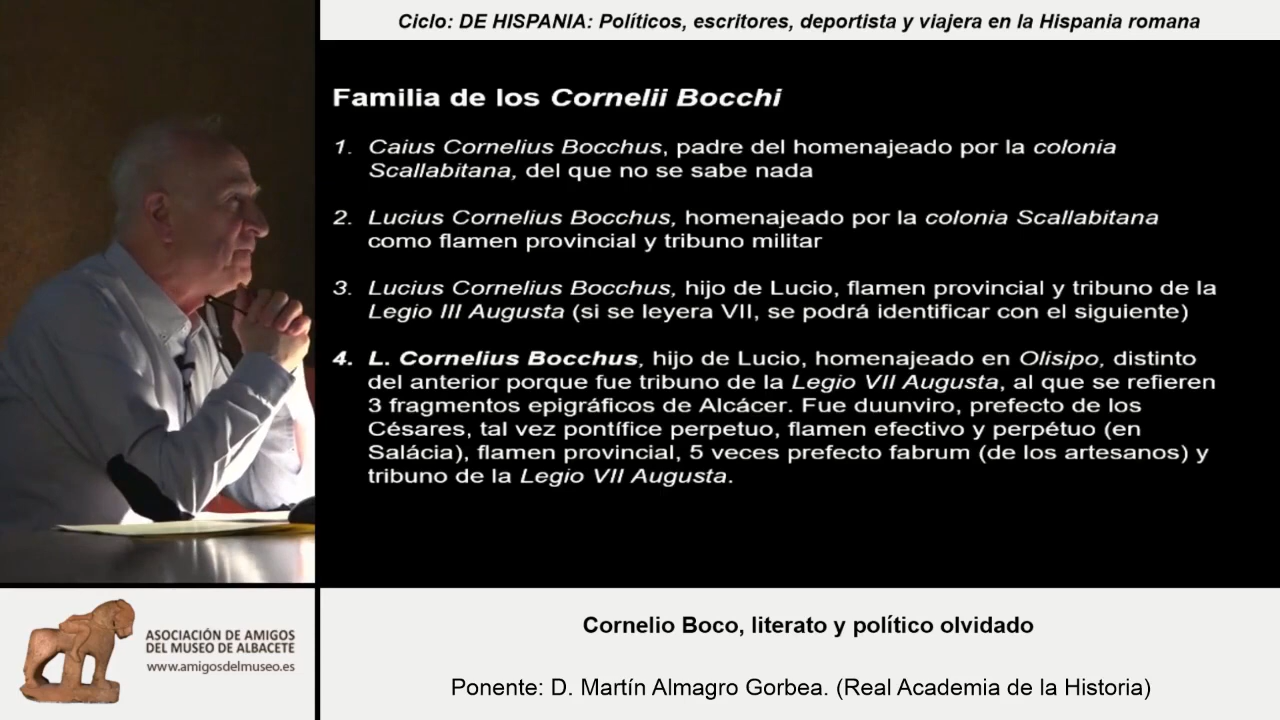 Ciclo: DE HISPANIA: Políticos, escritores, deportista y viajera en la Hispania romana
Familia de los Cornelii Bocchi
1. Caius Cornelius Bocchus, padre del homenajeado por la colonia
Scallabitana, del que no se sabe nada
2. Lucius Cornelius Bocchus, homenajeado por la colonia Scallabitana
como flamen provincial y tribuno militar
3. Lucius Cornelius Bocchus, hijo de Lucio, flamen provincial y tribuno de la
Legio III Augusta (si se leyera VII, se podrá identificar con el siguiente)
4. L. Cornelius Bocchus, hijo de Lucio, homenajeado en Olisipo, distinto
del anterior porque fue tribuno de la Legio VII Augusta, al que se refieren
3 fragmentos epigráficos de Alcácer. Fue duunviro, prefecto de los
Césares, tal vez pontífice perpetuo, flamen efectivo y perpétuo (en
Salácia), flamen provincial, 5 veces prefecto fabrum (de los artesanos) y
tribuno de la Legio VII Augusta.
ASOCIACIÓN DE AMIGOS
DEL MUSEO DE ALBACETE
www.amigosdelmuseo.es
Cornelio Boco, literato y político olvidado
Ponente: D. Martín Almagro Gorbea. (Real Academia de la Historia)